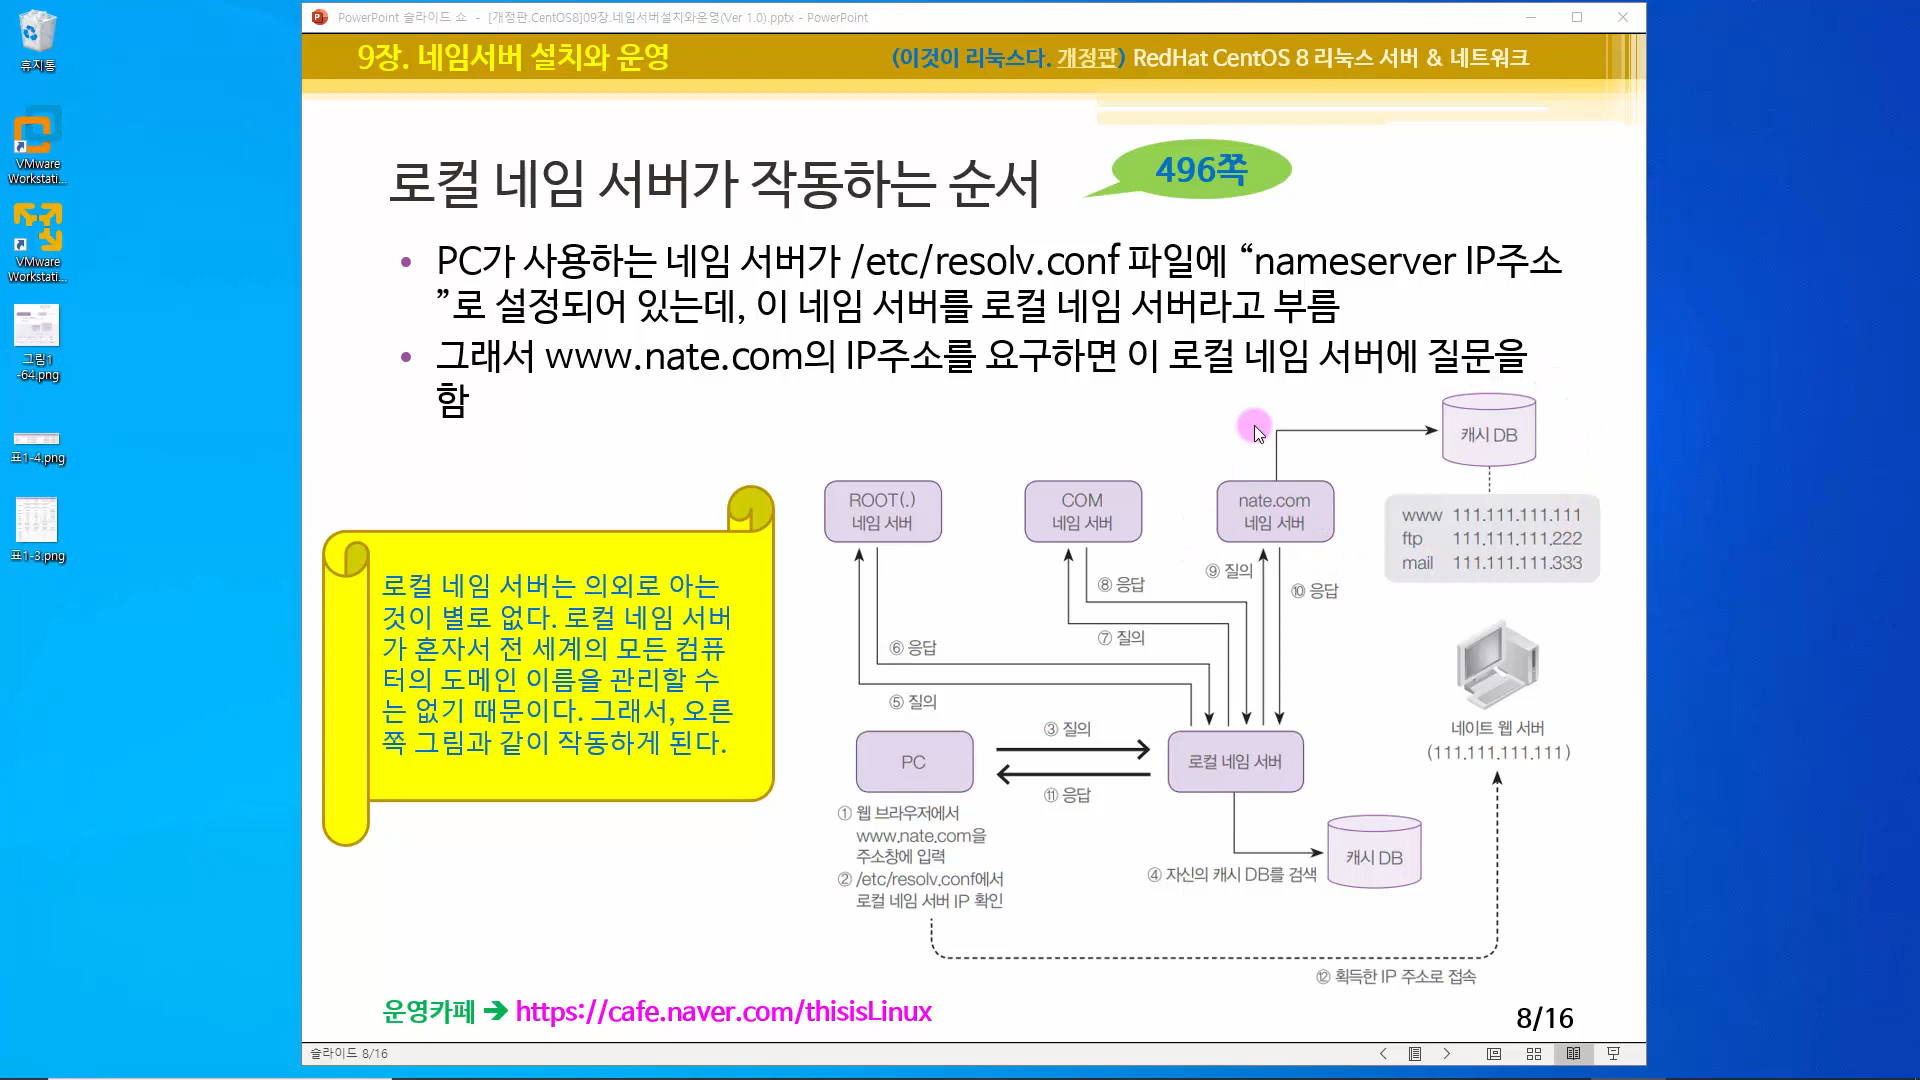 휴지통
VMware
Workstati...
VMware
Workstati...
그림1
-64.png
표1-4.png
표1-3.png
PowerPoint 슬라이드 쇼 - [개정판.CentOS8]09장.네임서버설치와운영(Ver 1.0).pptx - PowerPoint
9장. 네임서버 설치와 운영
(이것이 리눅스다. 개정판) RedHat CentOS 8 리눅스 서버 & 네트워크
로컬 네임 서버가 작동하는 순서
496쪽
• PC가 사용하는 네임 서버가 /etc/resolv.conf 파일에 “nameserver IP주소
”로 설정되어 있는데, 이 네임 서버를 로컬 네임 서버라고 부름
• 그래서 www.nate.com의 IP주소를 요구하면 이 로컬 네임 서버에 질문을
함
로컬 네임 서버는 의외로 아는
것이 별로 없다. 로컬 네임 서버
가 혼자서 전 세계의 모든 컴퓨
터의 도메인 이름을 관리할 수
는 없기 때문이다. 그래서, 오른
쪽 그림과 같이 작동하게 된다.
캐시 DB
ROOT(.)
네임 서버
COM
네임 서버
nate.com
네임 서버
www 111.111.111.111
ftp 111.111.111.222
mail 111.111.111.333
⑨ 질의
⑧ 응답
⑩ 응답
⑦ 질의
⑥ 응답
⑤ 질의
③ 질의
네이트 웹 서버
(111.111.111.111)
PC
로컬 네임 서버
⑪ 응답
① 웹 브라우저에서
www.nate.com을
주소창에 입력
② /etc/resolv.conf에서
로컬 네임 서버 IP 확인
캐시 DB
④ 자신의 캐시 DB를 검색
⑫ 획득한 IP 주소로 접속
운영카페 ➔ https://cafe.naver.com/thisisLinux
8/16
슬라이드 8/16